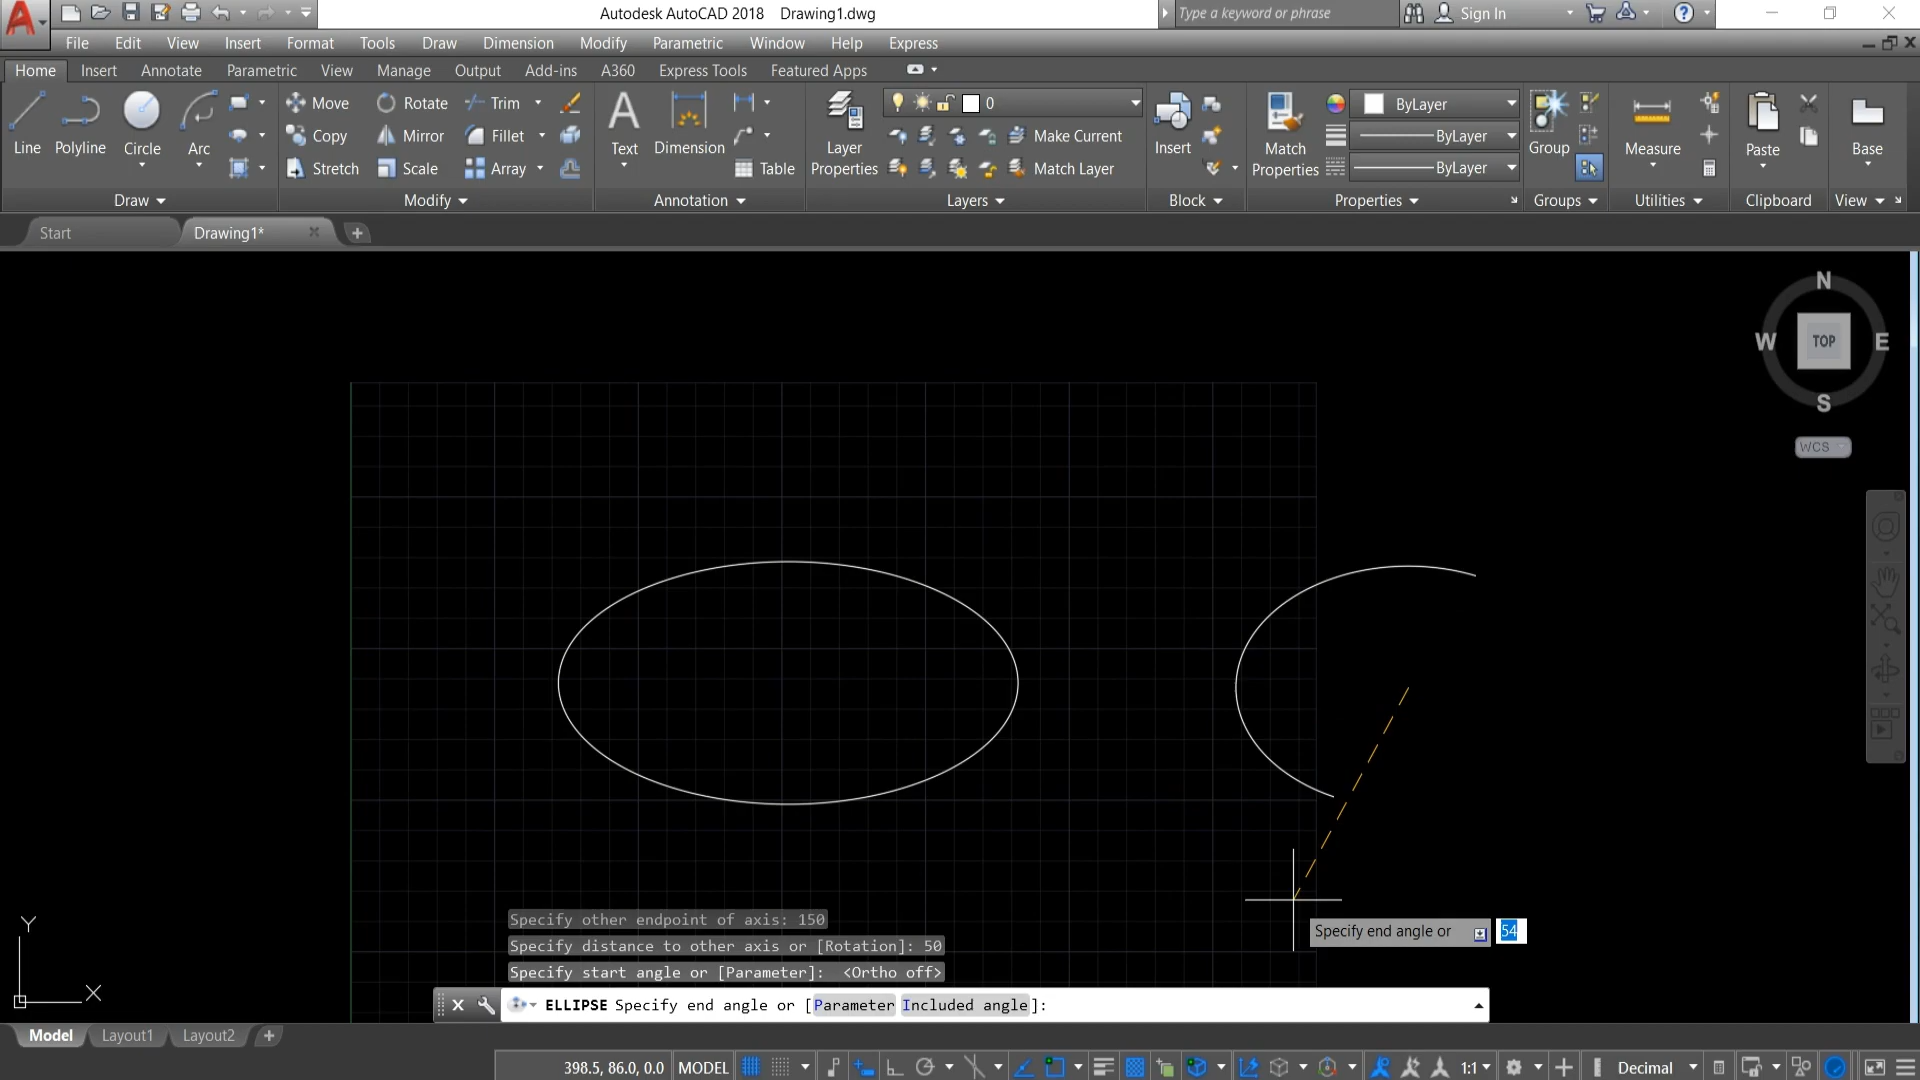 Autodesk AutoCAD 2018 Drawing1.dwg
Type a keyword or phrase
Sign In
File Edit View Insert Format Tools Draw Dimension Modify Parametric Window Help Express
Home Insert Annotate Parametric View Manage Output Add-ins A360 Express Tools Featured Apps
Line Polyline Circle Arc
Move Rotate Trim
Copy Mirror Fillet
Stretch Scale Array
Text Dimension Table
Layer Properties
0
Make Current
Match Layer
Insert
Match Properties
ByLayer
ByLayer
ByLayer
Group
Measure
Paste
Base
Draw Modify Annotation Layers Block Properties Groups Utilities Clipboard View
Start Drawing1*
N
W TOP E
S
WCS
Specify other endpoint of axis: 150
Specify distance to other axis or [Rotation]: 50
Specify start angle or [Parameter]: <Ortho off>
Specify end angle or 54
ELLIPSE Specify end angle or [Parameter Included angle]:
Y
X
Model Layout1 Layout2
398.5, 86.0, 0.0 MODEL 1:1 Decimal